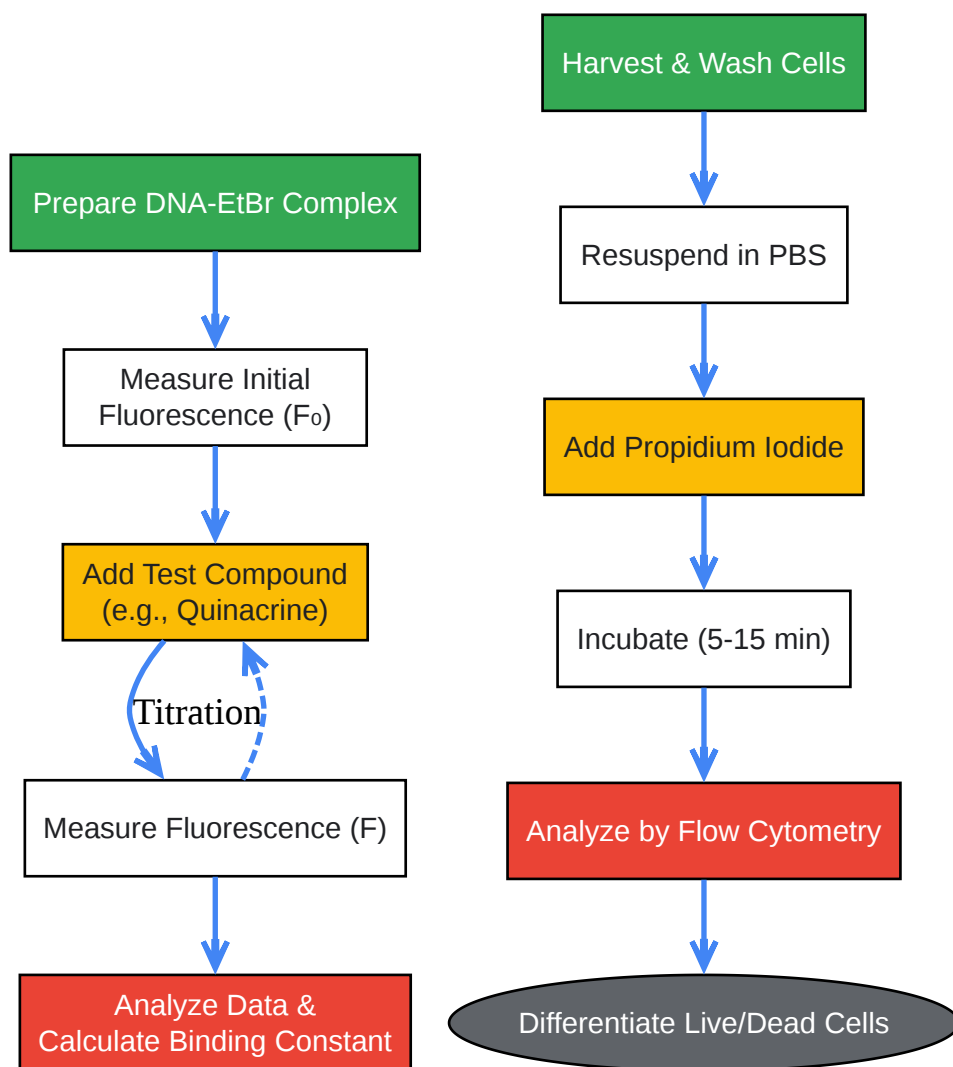 Prepare DNA-EtBr Complex
Measure Initial
Fluorescence (F₀)
Add Test Compound
(e.g., Quinacrine)
Titration
Measure Fluorescence (F)
Analyze Data &
Calculate Binding Constant
Harvest & Wash Cells
Resuspend in PBS
Add Propidium Iodide
Incubate (5-15 min)
Analyze by Flow Cytometry
Differentiate Live/Dead Cells